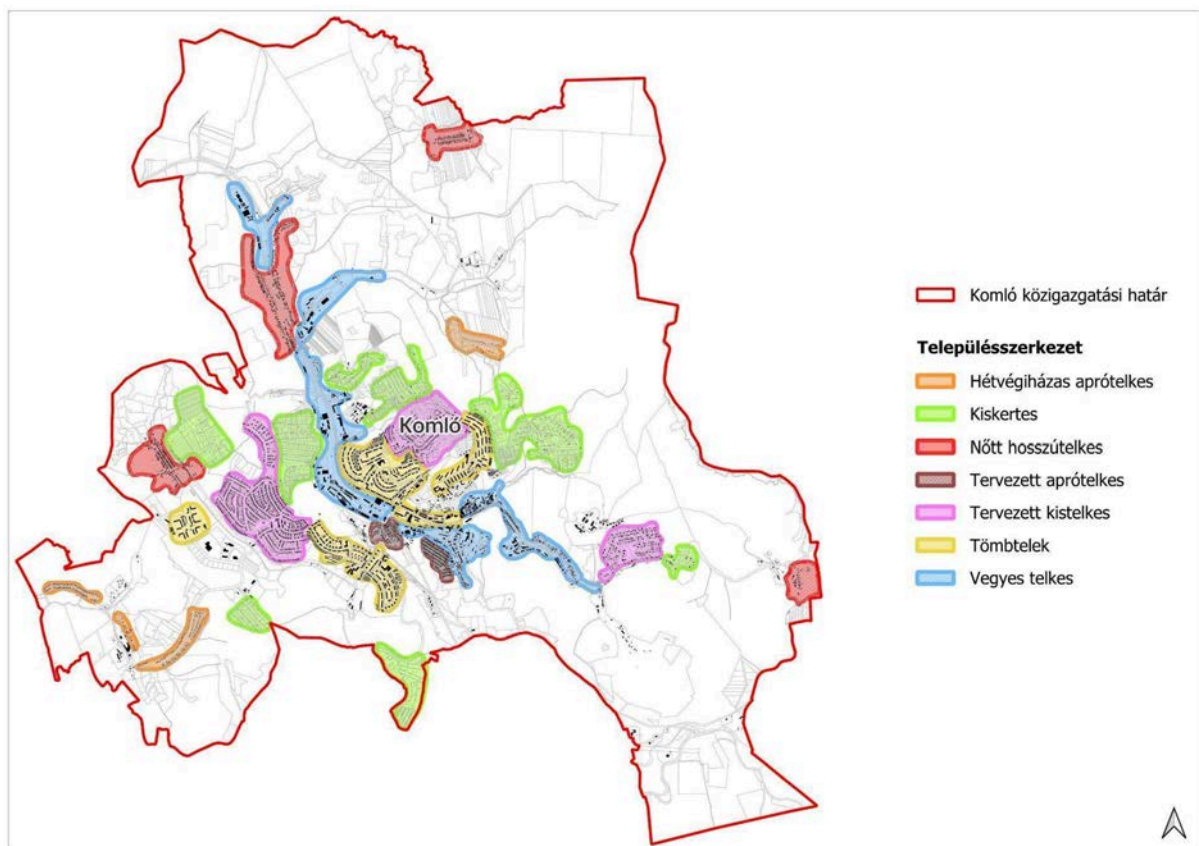 Komló
Komló közigazgatási határ
Településszerkezet
Hétvégiházas aprótelkes
Kiskertes
Nőtt hosszútelkes
Tervezett aprótelkes
Tervezett kistelkes
Tömbtelek
Vegyes telkes